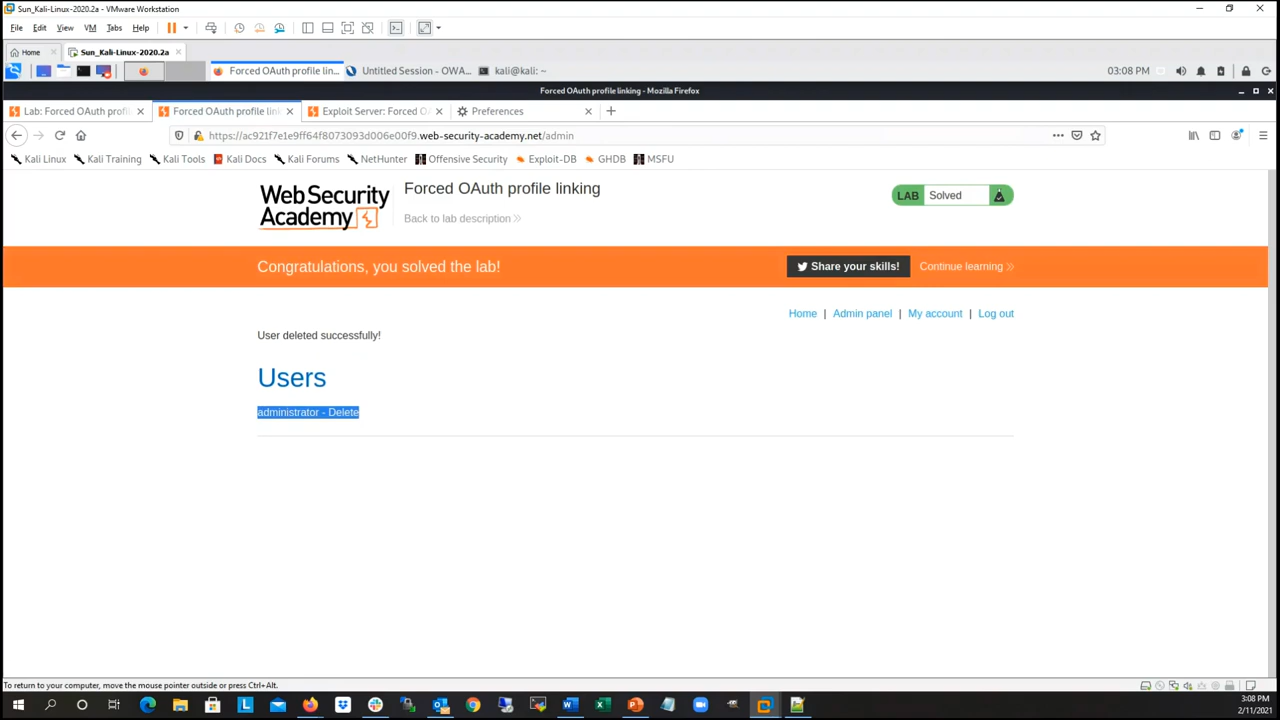 Sun_Kali-Linux-2020.2a - VMware Workstation
File Edit View VM Tabs Help
Home Sun_Kali-Linux-2020.2a
Forced OAuth profile lin... Untitled Session - OWA... kali@kali: ~ 03:08 PM
Forced OAuth profile linking - Mozilla Firefox
Lab: Forced OAuth profil Forced OAuth profile link Exploit Server: Forced O Preferences
https://ac921f7e1e9ff64f8073093d006e00f9.web-security-academy.net/admin
Kali Linux Kali Training Kali Tools Kali Docs Kali Forums NetHunter Offensive Security Exploit-DB GHDB MSFU
Web Security Academy
Forced OAuth profile linking
Back to lab description
LAB Solved
Congratulations, you solved the lab!
Share your skills! Continue learning
Home | Admin panel | My account | Log out
User deleted successfully!
Users
administrator - Delete
To return to your computer, move the mouse pointer outside or press Ctrl+Alt.
3:08 PM
2/11/2021